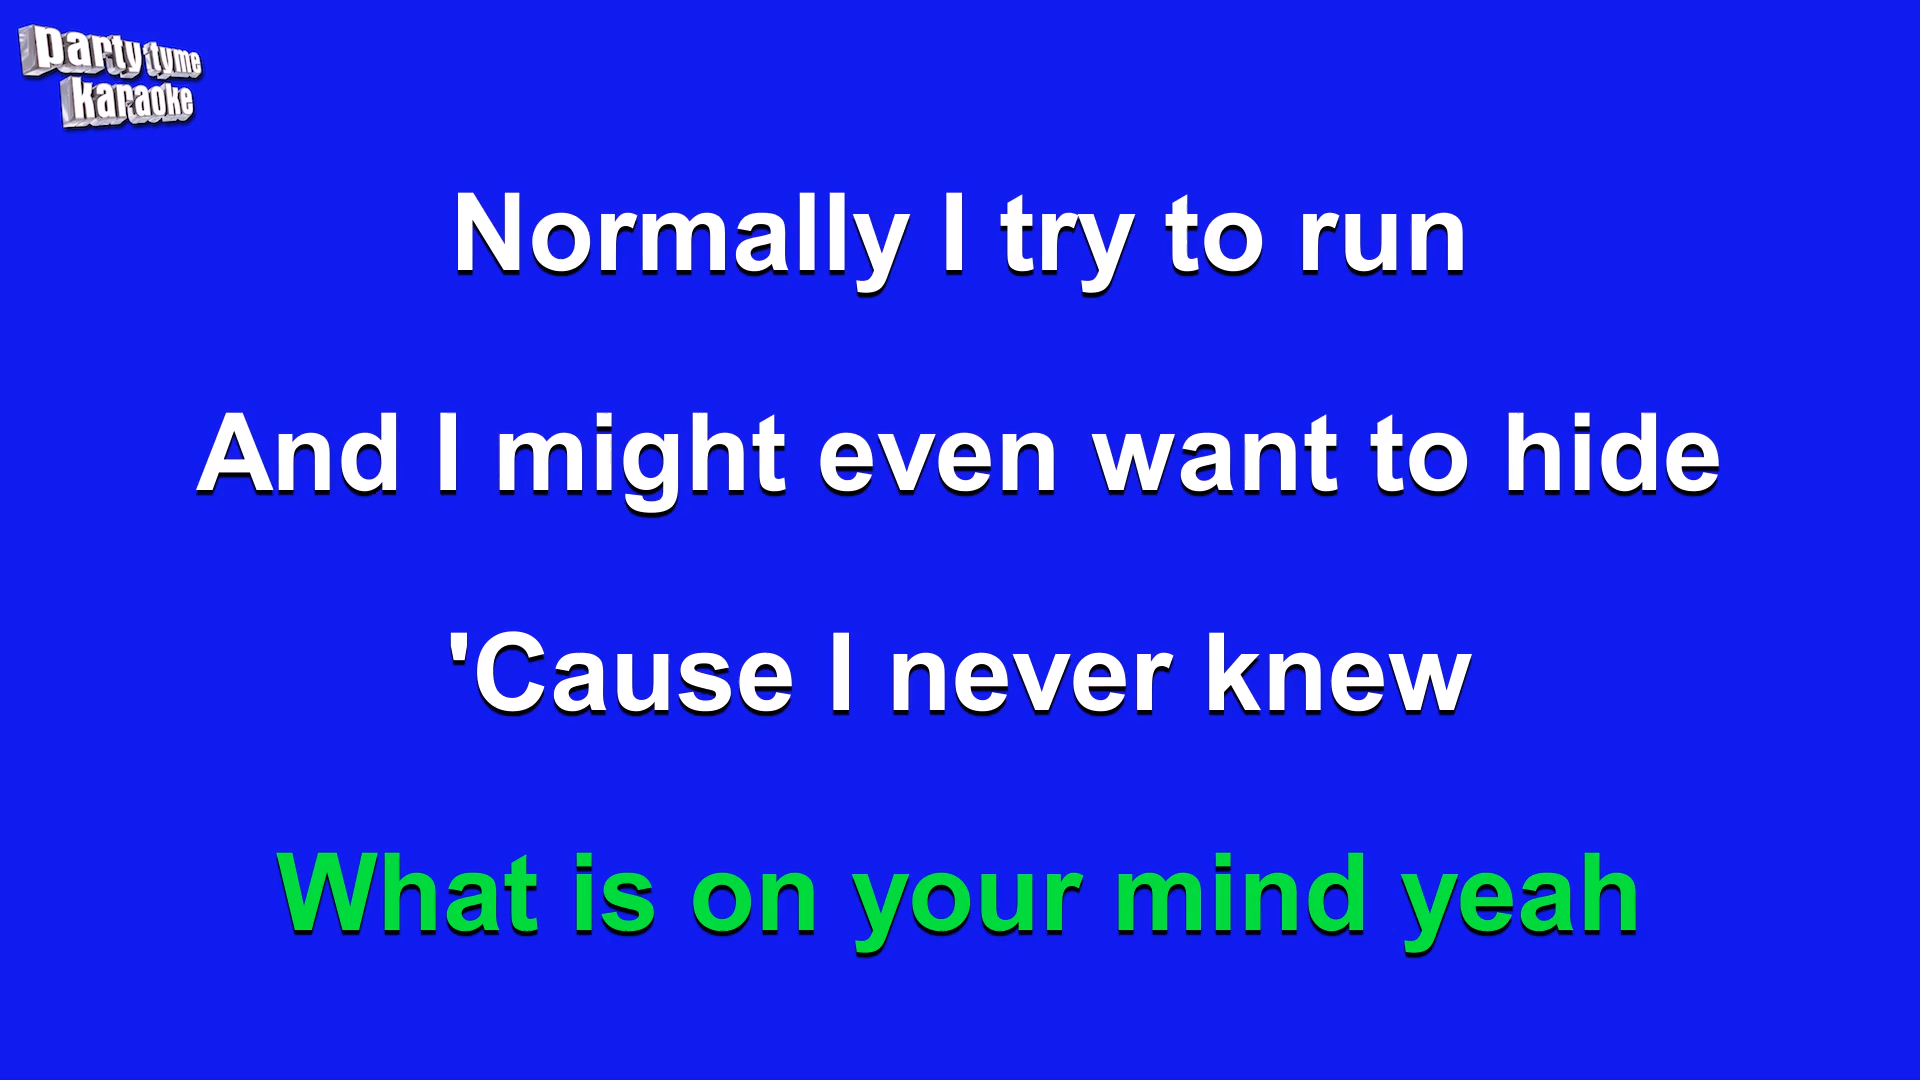 party tyme
karaoke
Normally I try to run
And I might even want to hide
'Cause I never knew
What is on your mind yeah